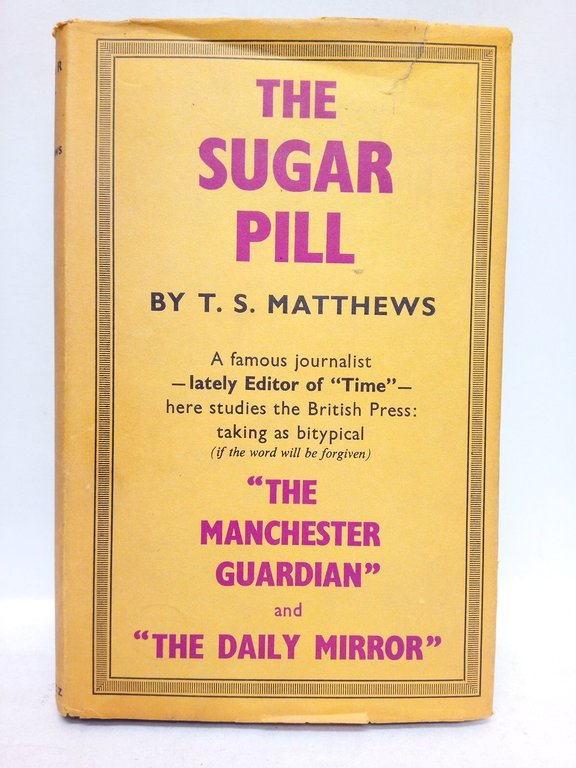 THE
SUGAR
PILL
BY T. S. MATTHEWS
A famous journalist
—lately Editor of "Time"—
here studies the British Press:
taking as bitypical
(if the word will be forgiven)
"THE
MANCHESTER
GUARDIAN"
and
"THE DAILY MIRROR"